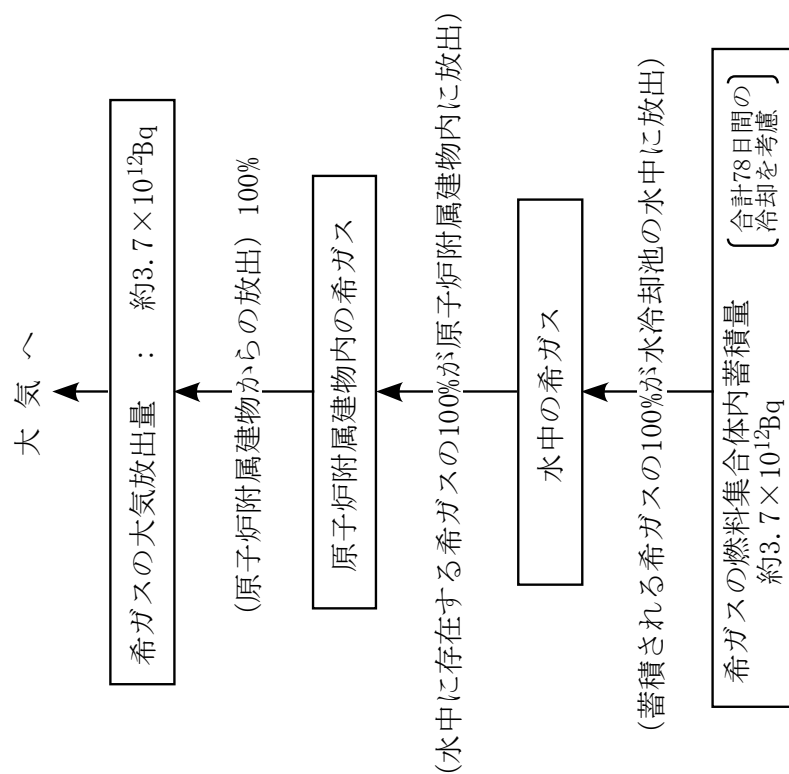 大 気 へ
希ガスの大気放出量 : 約3.7×10¹²Bq
(原子炉附属建物からの放出) 100%
原子炉附属建物内の希ガス
(水中に存在する希ガスの100%が原子炉附属建物内に放出)
水中の希ガス
(蓄積される希ガスの100%が水冷却池の水中に放出)
希ガスの燃料集合体内蓄積量
約3.7×10¹²Bq
合計78日間の
冷却を考慮